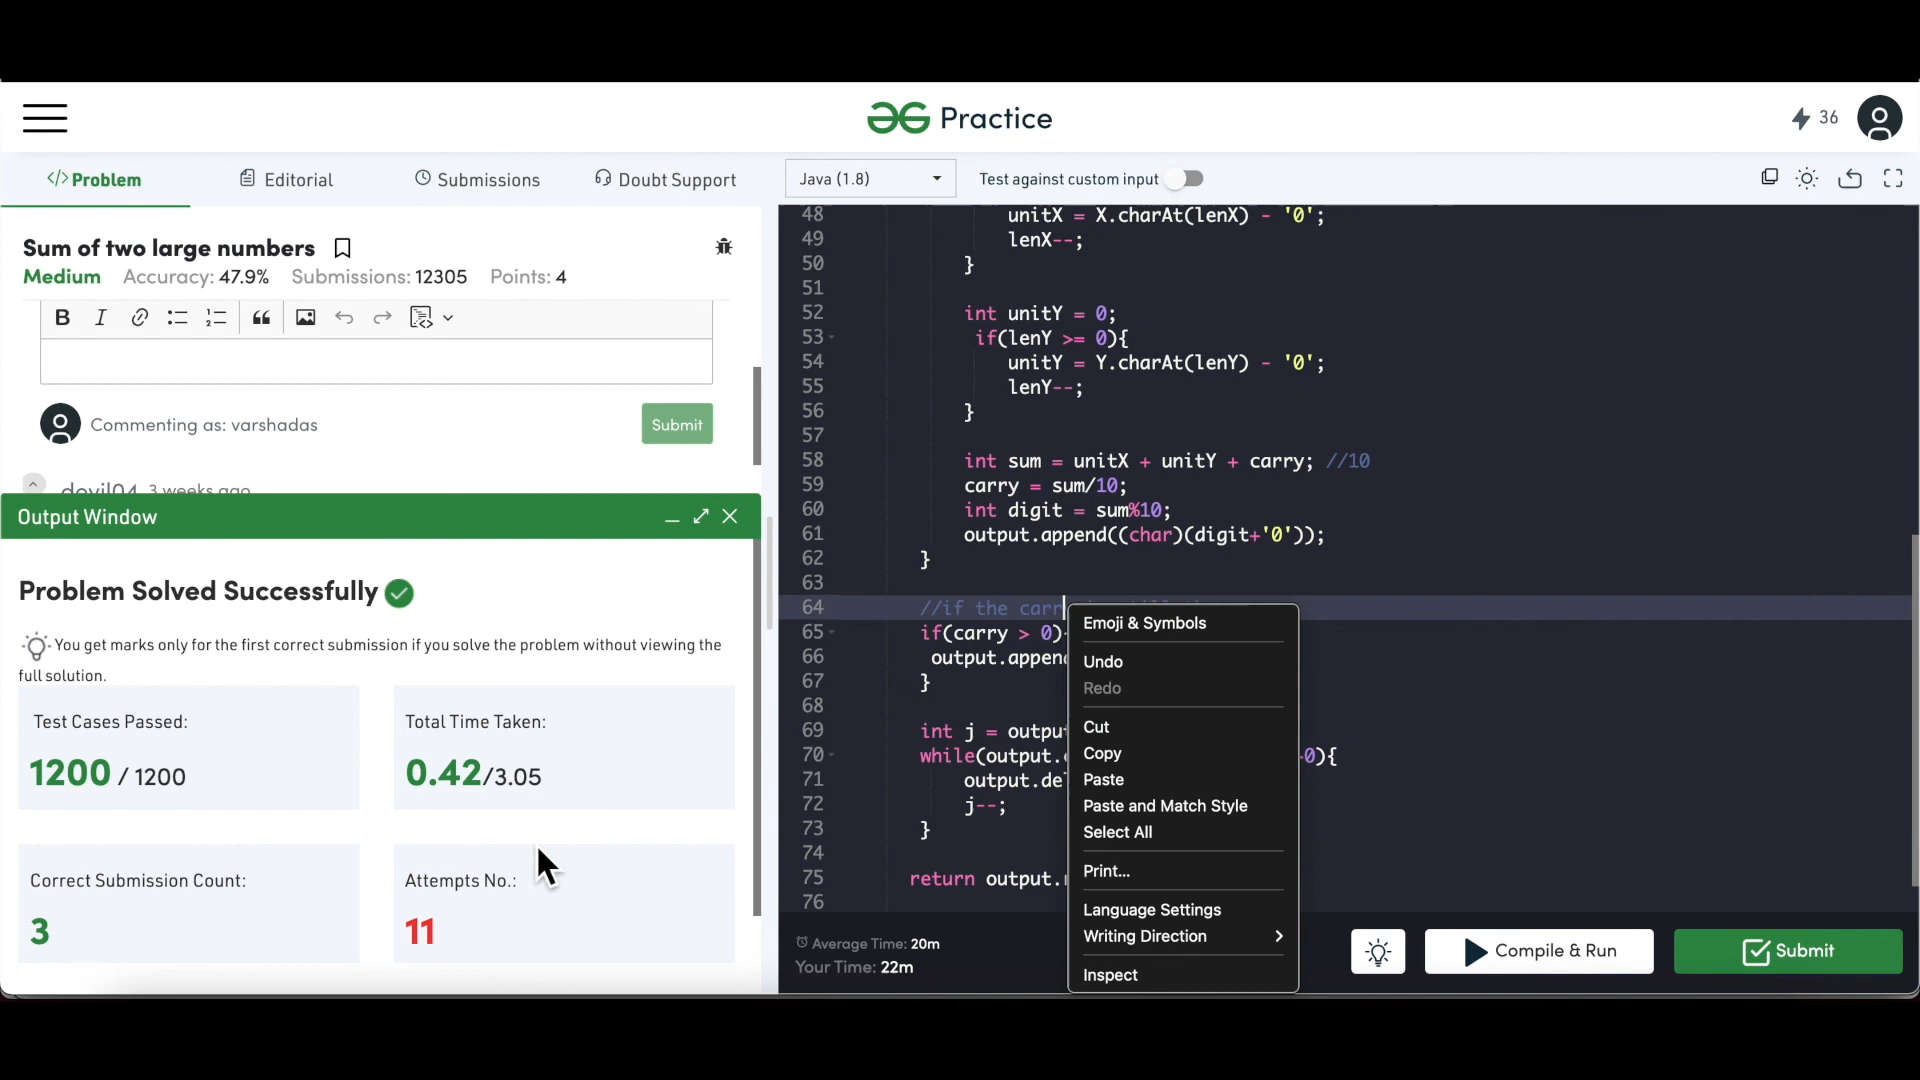 Practice
36
</>Problem
Editorial
Submissions
Doubt Support
Java (1.8)
Test against custom input
Sum of two large numbers
Medium Accuracy: 47.9% Submissions: 12305 Points: 4
B I
Commenting as: varshadas
Submit
devil04 3 weeks ago
Output Window
Problem Solved Successfully
You get marks only for the first correct submission if you solve the problem without viewing the
full solution.
Test Cases Passed:
1200 / 1200
Total Time Taken:
0.42/3.05
Correct Submission Count:
3
Attempts No.:
11
48 unitX = X.charAt(lenX) - '0';
49 lenX--;
50 }
51
52 int unitY = 0;
53 if(lenY >= 0){
54 unitY = Y.charAt(lenY) - '0';
55 lenY--;
56 }
57
58 int sum = unitX + unitY + carry; //10
59 carry = sum/10;
60 int digit = sum%10;
61 output.append((char)(digit+'0'));
62 }
63
64 //if the carr
65 if(carry > 0)
66 output.appen
67 }
68
69 int j = outpu
70 while(output. 0){
71 output.de
72 j--;
73 }
74
75 return output.
76
Emoji & Symbols
Undo
Redo
Cut
Copy
Paste
Paste and Match Style
Select All
Print...
Language Settings
Writing Direction
Inspect
Average Time: 20m
Your Time: 22m
Compile & Run
Submit